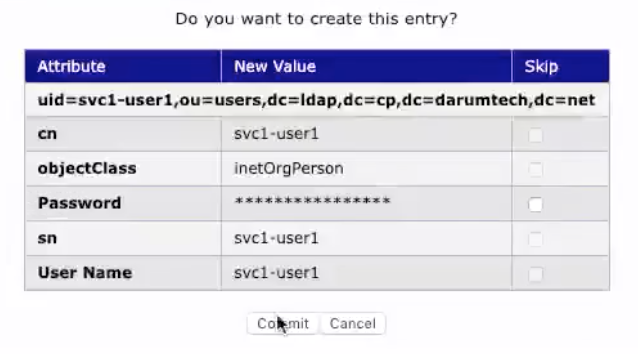 Do you want to create this entry?
Attribute New Value Skip
uid=svc1-user1,ou=users,dc=ldap,dc=cp,dc=darumtech,dc=net
cn svc1-user1
objectClass inetOrgPerson
Password ****************
sn svc1-user1
User Name svc1-user1
Commit Cancel